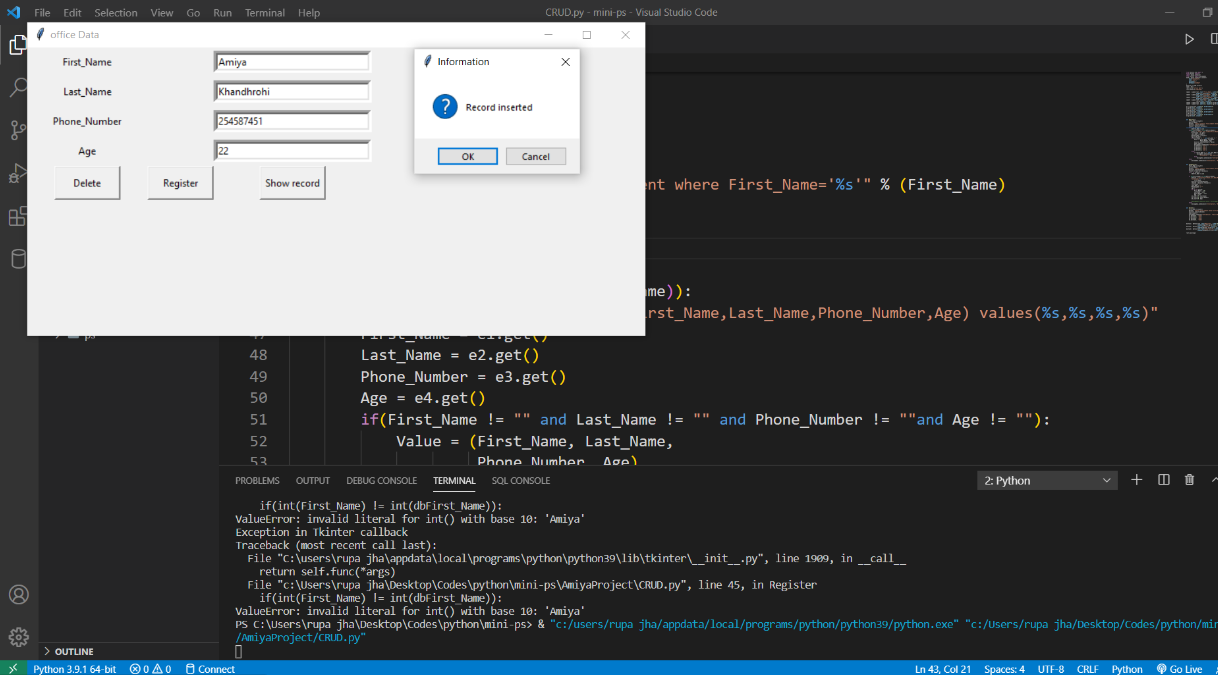 File Edit Selection View Go Run Terminal Help
CRUD.py - mini-ps - Visual Studio Code
office Data
First_Name
Amiya
Last_Name
Khandhrohi
Phone_Number
254587451
Age
22
Delete
Register
Show record
Information
Record inserted
OK
Cancel
ent where First_Name='%s'" % (First_Name)
me)):
rst_Name,Last_Name,Phone_Number,Age) values(%s,%s,%s,%s)"
47 First_Name = e1.get()
48 Last_Name = e2.get()
49 Phone_Number = e3.get()
50 Age = e4.get()
51 if(First_Name != "" and Last_Name != "" and Phone_Number != ""and Age != ""):
52 Value = (First_Name, Last_Name,
53 Phone_Number, Age)
PROBLEMS OUTPUT DEBUG CONSOLE TERMINAL SQL CONSOLE
2: Python
if(int(First_Name) != int(dbFirst_Name)):
ValueError: invalid literal for int() with base 10: 'Amiya'
Exception in Tkinter callback
Traceback (most recent call last):
File "C:\users\rupa jha\appdata\local\programs\python\python39\lib\tkinter\__init__.py", line 1909, in __call__
return self.func(*args)
File "c:\Users\rupa jha\Desktop\Codes\python\mini-ps\AmiyaProject\CRUD.py", line 45, in Register
if(int(First_Name) != int(dbFirst_Name)):
ValueError: invalid literal for int() with base 10: 'Amiya'
PS C:\Users\rupa jha\Desktop\Codes\python\mini-ps> & "c:/users/rupa jha/appdata/local/programs/python/python39/python.exe" "c:/Users/rupa jha/Desktop/Codes/python/min
/AmiyaProject/CRUD.py"
OUTLINE
Python 3.9.1 64-bit 0 0 Connect
Ln 43, Col 21 Spaces: 4 UTF-8 CRLF Python Go Live